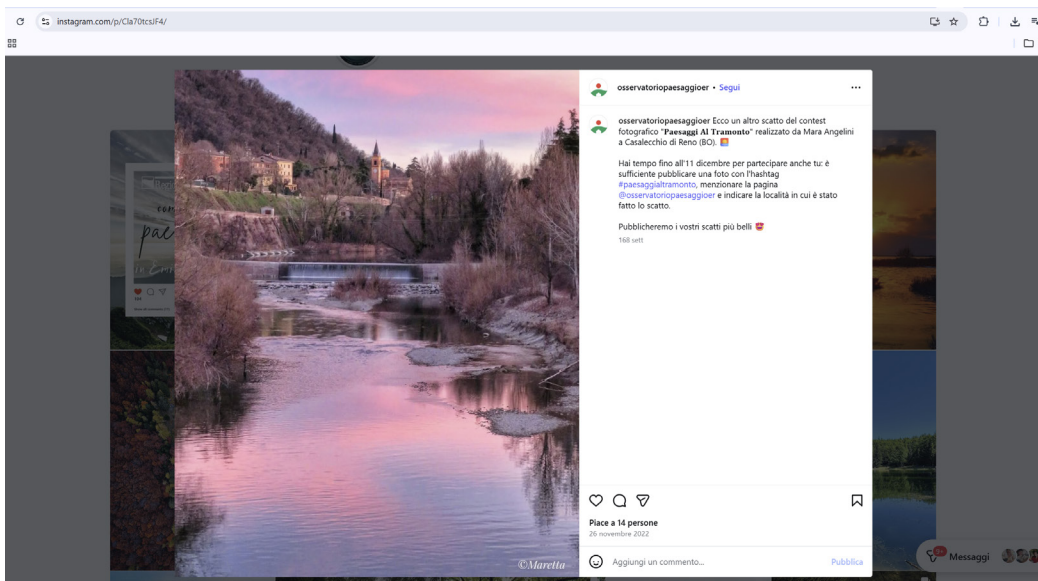 instagram.com/p/Cla70tcsJF4/
osservatoriopaesaggioer • Segui
osservatoriopaesaggioer Ecco un altro scatto del contest
fotografico "Paesaggi Al Tramonto" realizzato da Mara Angelini
a Casalecchio di Reno (BO). 🌅
Hai tempo fino all'11 dicembre per partecipare anche tu: è
sufficiente pubblicare una foto con l'hashtag
#paesaggialtramonto, menzionare la pagina
@osservatoriopaesaggioer e indicare la località in cui è stato
fatto lo scatto.
Pubblicheremo i vostri scatti più belli 🤩
168 sett
Piace a 14 persone
26 novembre 2022
Aggiungi un commento...
Pubblica
©Maretta
Messaggi
9+